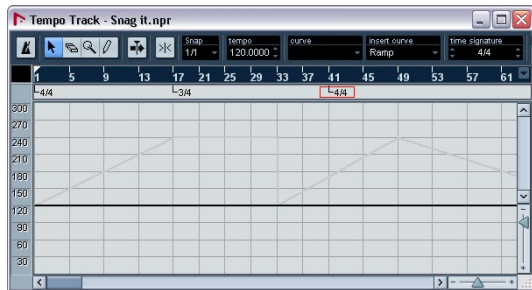 Tempo Track - Snag it.npr
Snap tempo curve insert curve time signature
1/1 120.0000 Ramp 4/4
1 5 9 13 17 21 25 29 33 37 41 45 49 53 57 61
4/4 3/4 4/4
300
270
240
210
180
150
120
90
60
30